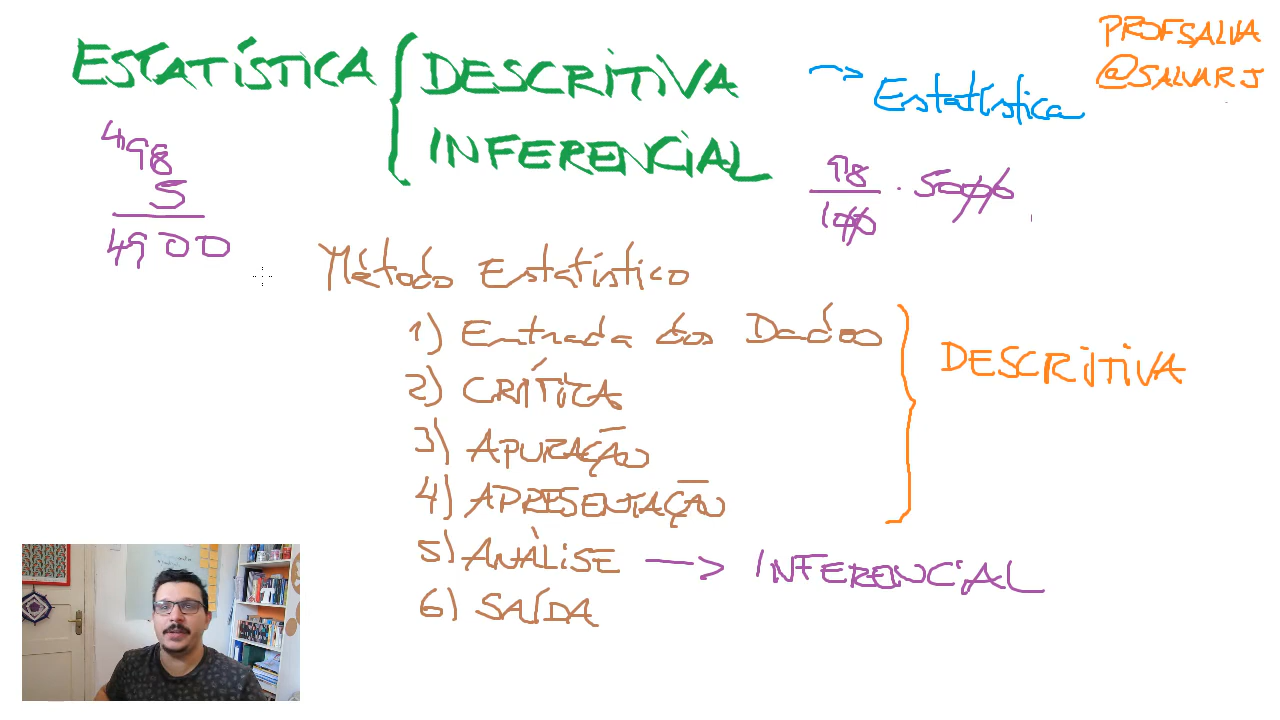 PROFSALVA
@SALVARJ
ESTATÍSTICA { DESCRITIVA
INFERENCIAL
→ Estatística
498
5
4900
98
100 · 5000
Método Estatístico
1) Entrada dos Dados
2) CRÍTICA
3) APURAÇÃO
4) APRESENTAÇÃO
} DESCRITIVA
5) ANÀLISE → INFERENCIAL
6) SAÍDA